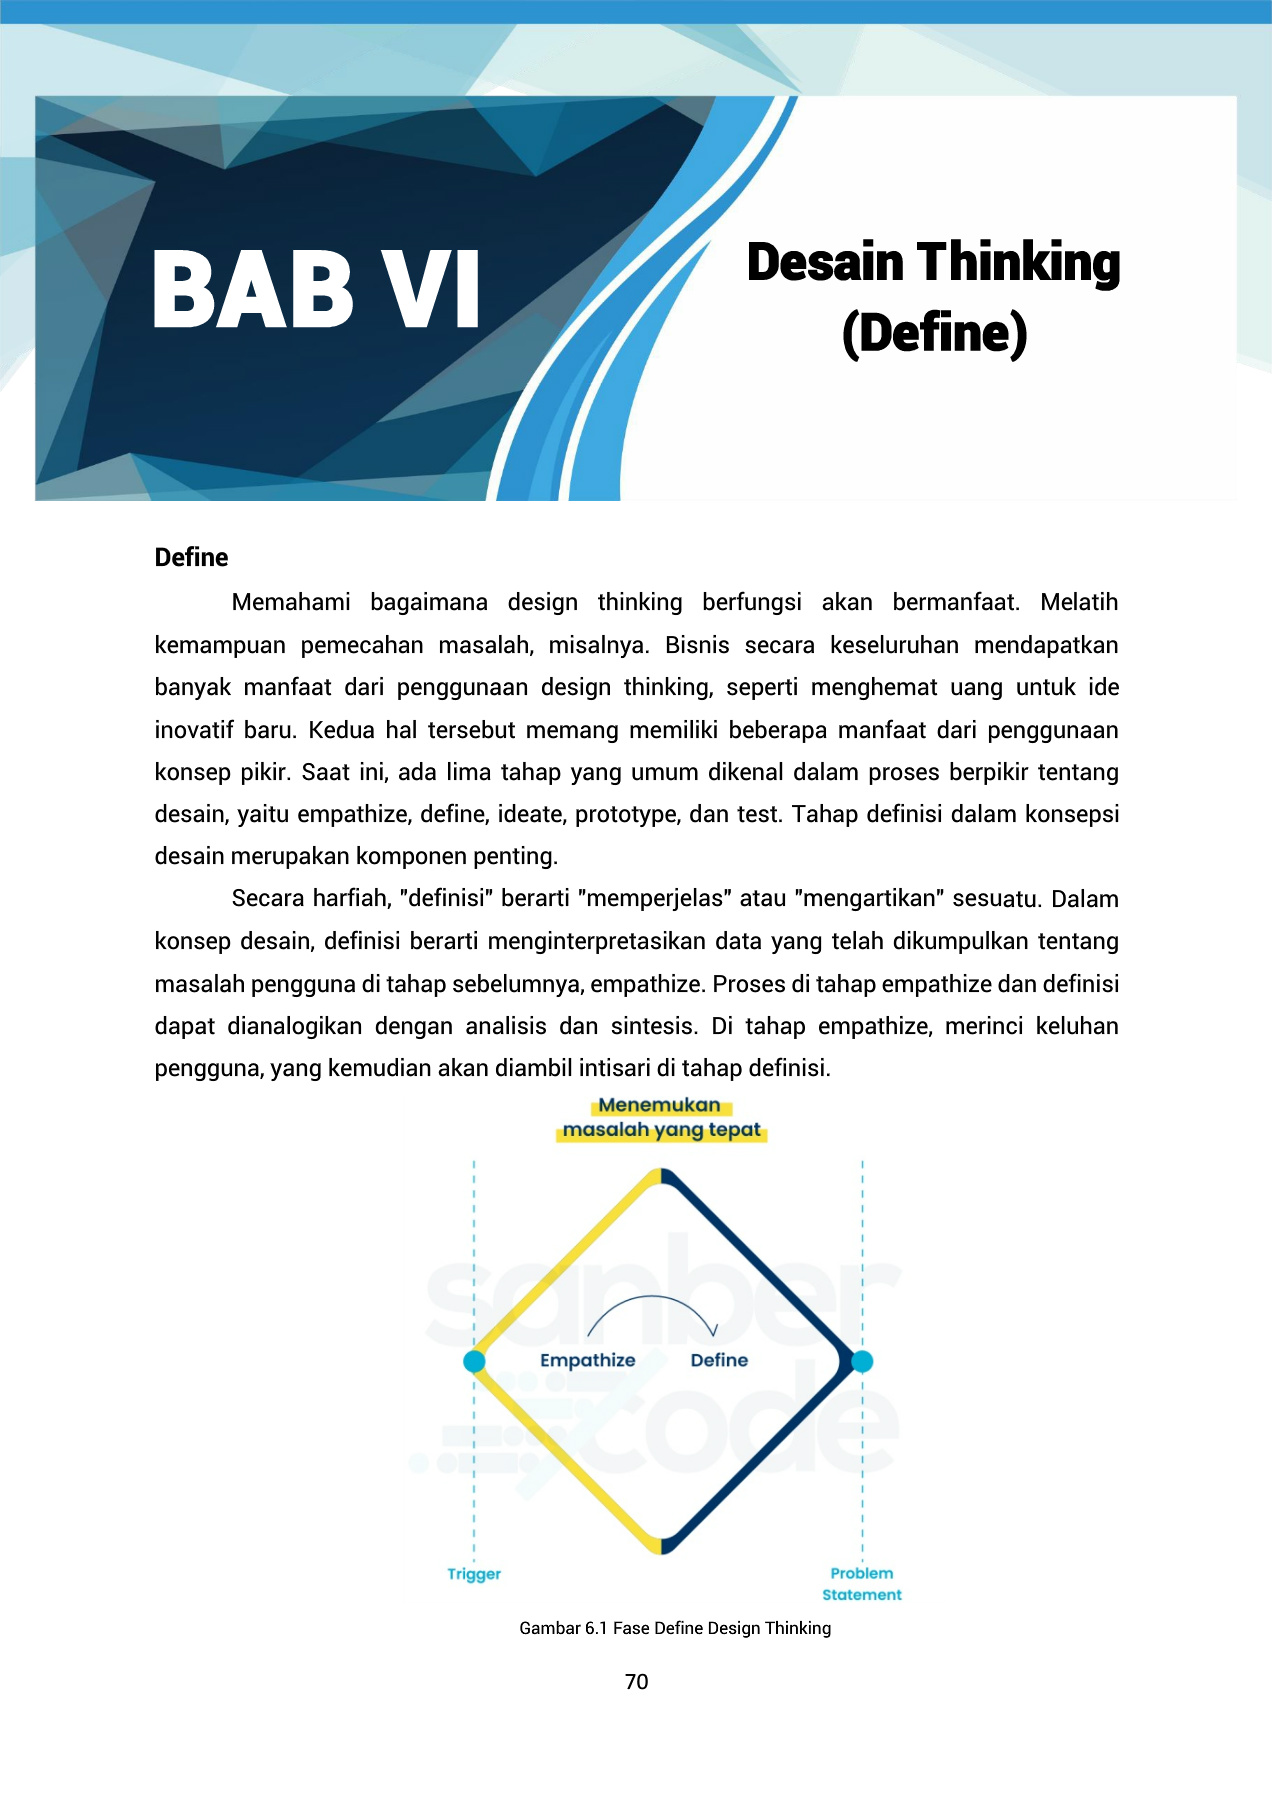 BAB VI
Desain Thinking
(Define)
Define
Memahami bagaimana design thinking berfungsi akan bermanfaat. Melatih
kemampuan pemecahan masalah, misalnya. Bisnis secara keseluruhan mendapatkan
banyak manfaat dari penggunaan design thinking, seperti menghemat uang untuk ide
inovatif baru. Kedua hal tersebut memang memiliki beberapa manfaat dari penggunaan
konsep pikir. Saat ini, ada lima tahap yang umum dikenal dalam proses berpikir tentang
desain, yaitu empathize, define, ideate, prototype, dan test. Tahap definisi dalam konsepsi
desain merupakan komponen penting.
Secara harfiah, "definisi" berarti "memperjelas" atau "mengartikan" sesuatu. Dalam
konsep desain, definisi berarti menginterpretasikan data yang telah dikumpulkan tentang
masalah pengguna di tahap sebelumnya, empathize. Proses di tahap empathize dan definisi
dapat dianalogikan dengan analisis dan sintesis. Di tahap empathize, merinci keluhan
pengguna, yang kemudian akan diambil intisari di tahap definisi.
Menemukan
masalah yang tepat
sanber
code
Empathize Define
Trigger
Problem
Statement
Gambar 6.1 Fase Define Design Thinking
70